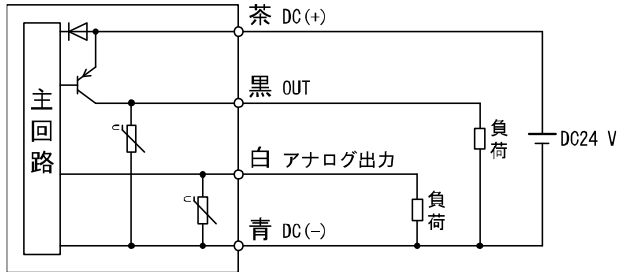 茶 DC(+)
黒 OUT
主回路
負荷
DC24 V
白 アナログ出力
負荷
青 DC(−)